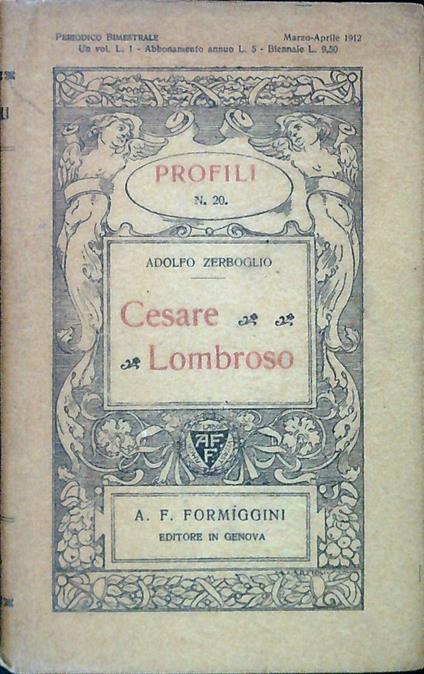 Periodico Bimestrale
Marzo-Aprile 1912
Un vol. L. 1 - Abbonamento annuo L. 5 - Biennale L. 9,50
PROFILI
N. 20.
ADOLFO ZERBOGLIO
Cesare
Lombroso
A. F.
F.
A. F. FORMÍGGINI
EDITORE IN GENOVA